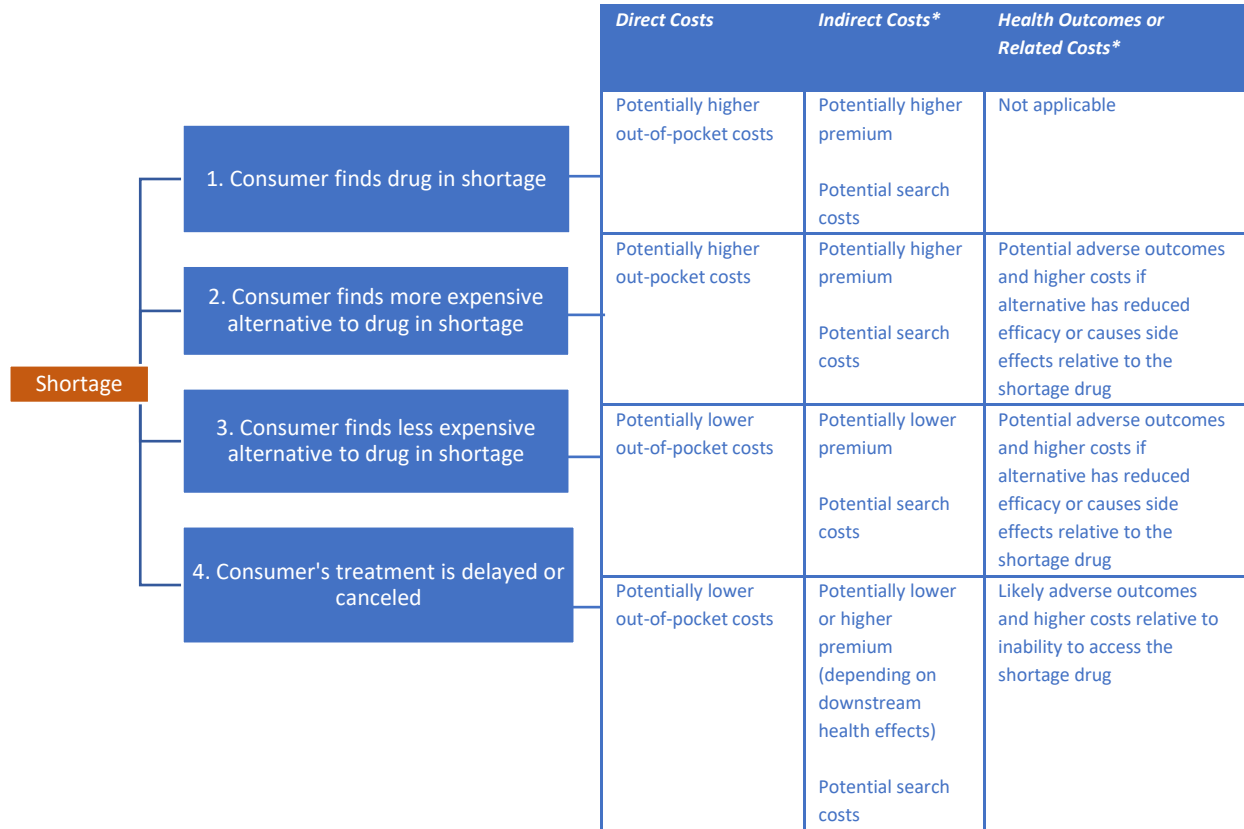 Direct Costs
Indirect Costs*
Health Outcomes or
Related Costs*
Shortage
1. Consumer finds drug in shortage
Potentially higher
out-of-pocket costs
Potentially higher
premium
Potential search
costs
Not applicable
2. Consumer finds more expensive
alternative to drug in shortage
Potentially higher
out-pocket costs
Potentially higher
premium
Potential search
costs
Potential adverse outcomes
and higher costs if
alternative has reduced
efficacy or causes side
effects relative to the
shortage drug
3. Consumer finds less expensive
alternative to drug in shortage
Potentially lower
out-of-pocket costs
Potentially lower
premium
Potential search
costs
Potential adverse outcomes
and higher costs if
alternative has reduced
efficacy or causes side
effects relative to the
shortage drug
4. Consumer's treatment is delayed or
canceled
Potentially lower
out-of-pocket costs
Potentially lower
or higher
premium
(depending on
downstream
health effects)
Potential search
costs
Likely adverse outcomes
and higher costs relative to
inability to access the
shortage drug